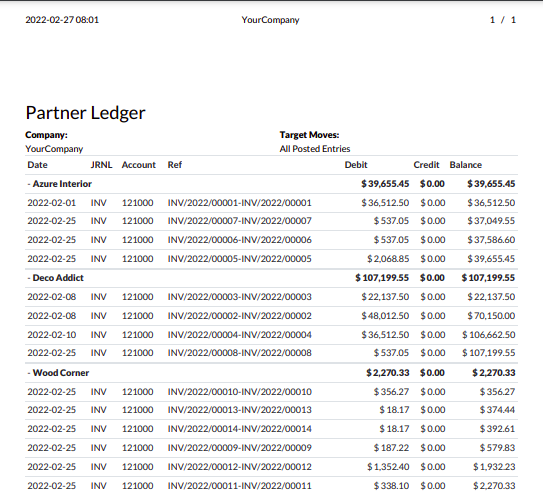 2022-02-27 08:01 YourCompany 1 / 1
Partner Ledger
Company: Target Moves:
YourCompany All Posted Entries
Date JRNL Account Ref Debit Credit Balance
- Azure Interior $ 39,655.45 $ 0.00 $ 39,655.45
2022-02-01 INV 121000 INV/2022/00001-INV/2022/00001 $ 36,512.50 $ 0.00 $ 36,512.50
2022-02-25 INV 121000 INV/2022/00007-INV/2022/00007 $ 537.05 $ 0.00 $ 37,049.55
2022-02-25 INV 121000 INV/2022/00006-INV/2022/00006 $ 537.05 $ 0.00 $ 37,586.60
2022-02-25 INV 121000 INV/2022/00005-INV/2022/00005 $ 2,068.85 $ 0.00 $ 39,655.45
- Deco Addict $ 107,199.55 $ 0.00 $ 107,199.55
2022-02-08 INV 121000 INV/2022/00003-INV/2022/00003 $ 22,137.50 $ 0.00 $ 22,137.50
2022-02-08 INV 121000 INV/2022/00002-INV/2022/00002 $ 48,012.50 $ 0.00 $ 70,150.00
2022-02-10 INV 121000 INV/2022/00004-INV/2022/00004 $ 36,512.50 $ 0.00 $ 106,662.50
2022-02-25 INV 121000 INV/2022/00008-INV/2022/00008 $ 537.05 $ 0.00 $ 107,199.55
- Wood Corner $ 2,270.33 $ 0.00 $ 2,270.33
2022-02-25 INV 121000 INV/2022/00010-INV/2022/00010 $ 356.27 $ 0.00 $ 356.27
2022-02-25 INV 121000 INV/2022/00013-INV/2022/00013 $ 18.17 $ 0.00 $ 374.44
2022-02-25 INV 121000 INV/2022/00014-INV/2022/00014 $ 18.17 $ 0.00 $ 392.61
2022-02-25 INV 121000 INV/2022/00009-INV/2022/00009 $ 187.22 $ 0.00 $ 579.83
2022-02-25 INV 121000 INV/2022/00012-INV/2022/00012 $ 1,352.40 $ 0.00 $ 1,932.23
2022-02-25 INV 121000 INV/2022/00011-INV/2022/00011 $ 338.10 $ 0.00 $ 2,270.33